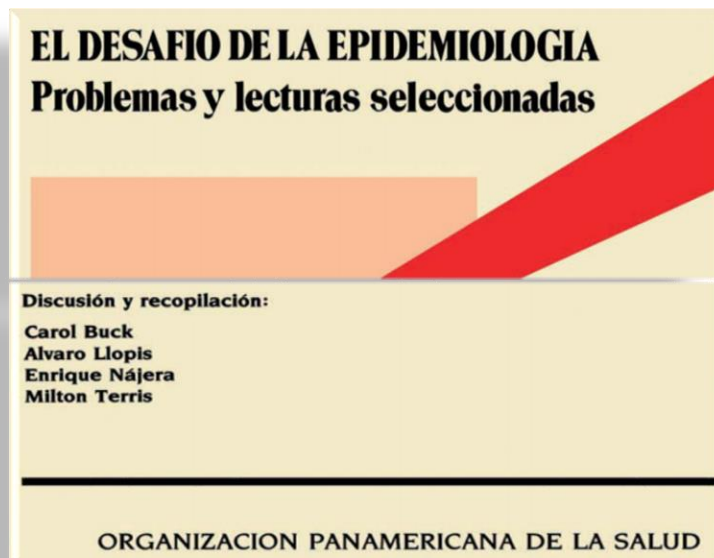 EL DESAFIO DE LA EPIDEMIOLOGIA
Problemas y lecturas seleccionadas
Discusión y recopilación:
Carol Buck
Alvaro Llopis
Enrique Nájera
Milton Terris
ORGANIZACION PANAMERICANA DE LA SALUD